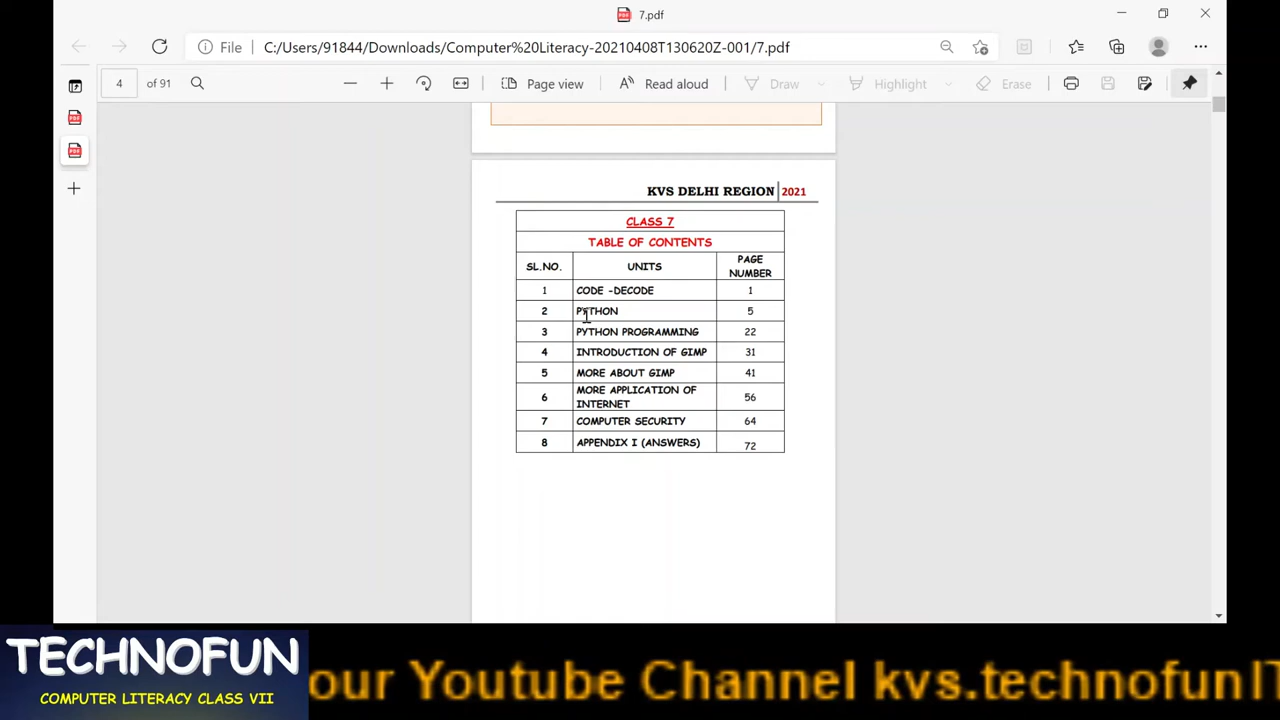 7.pdf
File C:/Users/91844/Downloads/Computer%20Literacy-20210408T130620Z-001/7.pdf
4 of 91 Page view Read aloud Draw Highlight Erase
KVS DELHI REGION 2021
CLASS 7
TABLE OF CONTENTS
SL.NO. UNITS PAGE NUMBER
1 CODE -DECODE 1
2 PYTHON 5
3 PYTHON PROGRAMMING 22
4 INTRODUCTION OF GIMP 31
5 MORE ABOUT GIMP 41
6 MORE APPLICATION OF INTERNET 56
7 COMPUTER SECURITY 64
8 APPENDIX I (ANSWERS) 72
TECHNOFUN
COMPUTER LITERACY CLASS VII
our Youtube Channel kvs.technofunIT